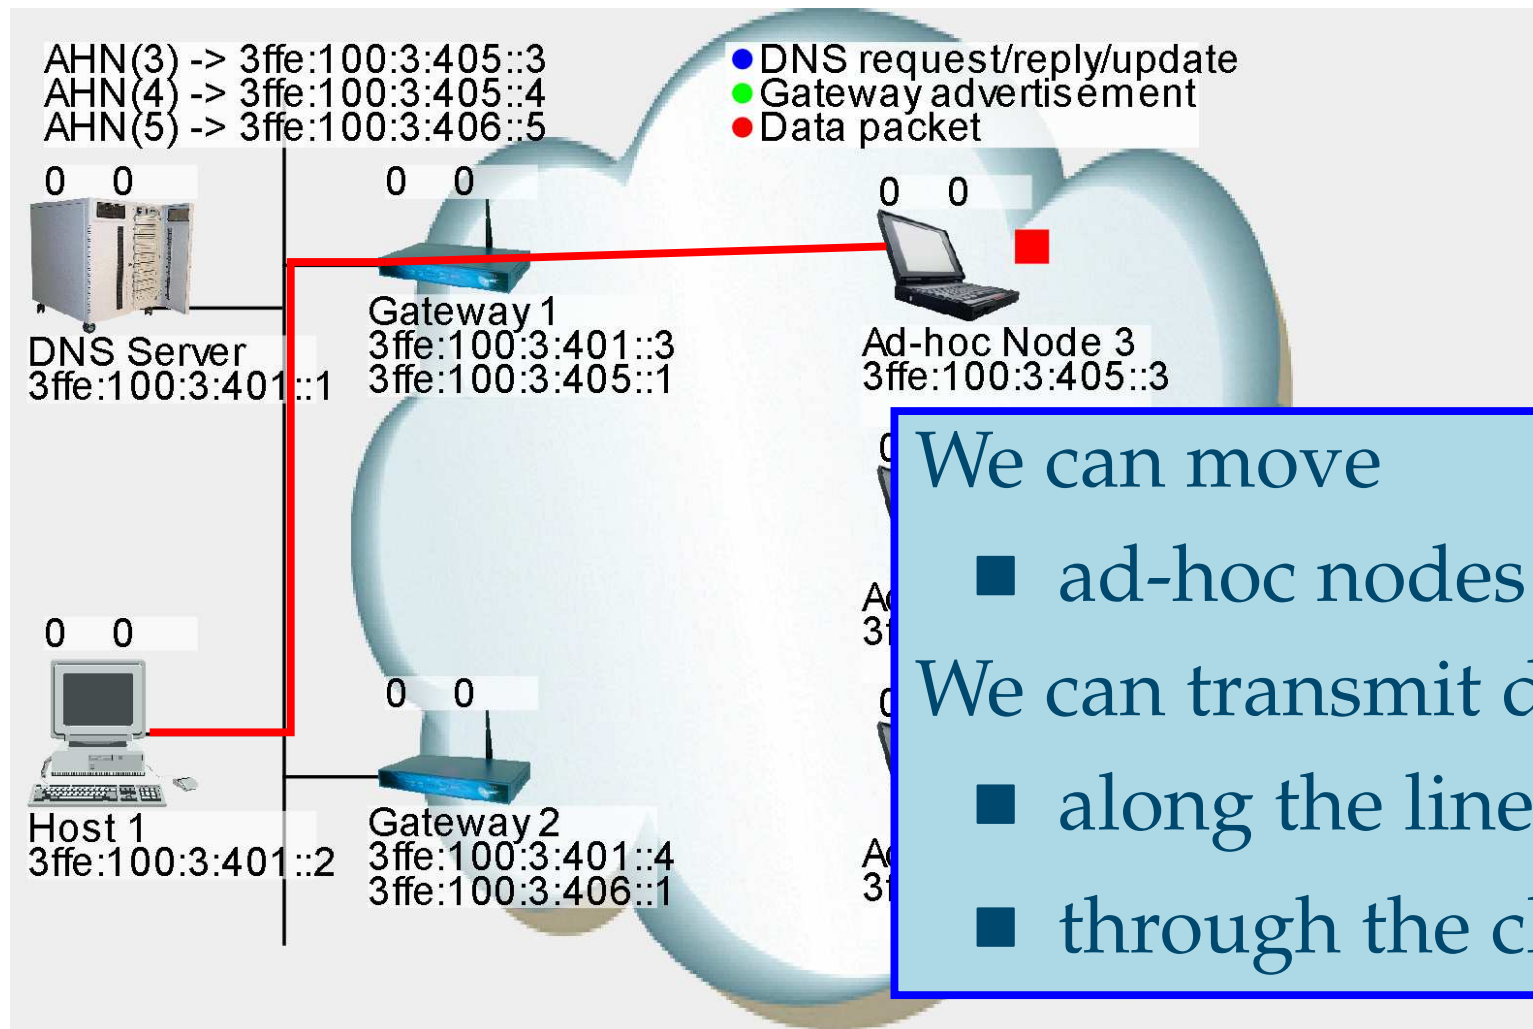 AHN(3) -> 3ffe:100:3:405::3
AHN(4) -> 3ffe:100:3:405::4
AHN(5) -> 3ffe:100:3:406::5
DNS request/reply/update
Gateway advertisement
Data packet
0 0
DNS Server
3ffe:100:3:401::1
0 0
Gateway 1
3ffe:100:3:401::3
3ffe:100:3:405::1
0 0
Ad-hoc Node 3
3ffe:100:3:405::3
0 0
Host 1
3ffe:100:3:401::2
0 0
Gateway 2
3ffe:100:3:401::4
3ffe:100:3:406::1
We can move
■ ad-hoc nodes
We can transmit
■ along the line
■ through the